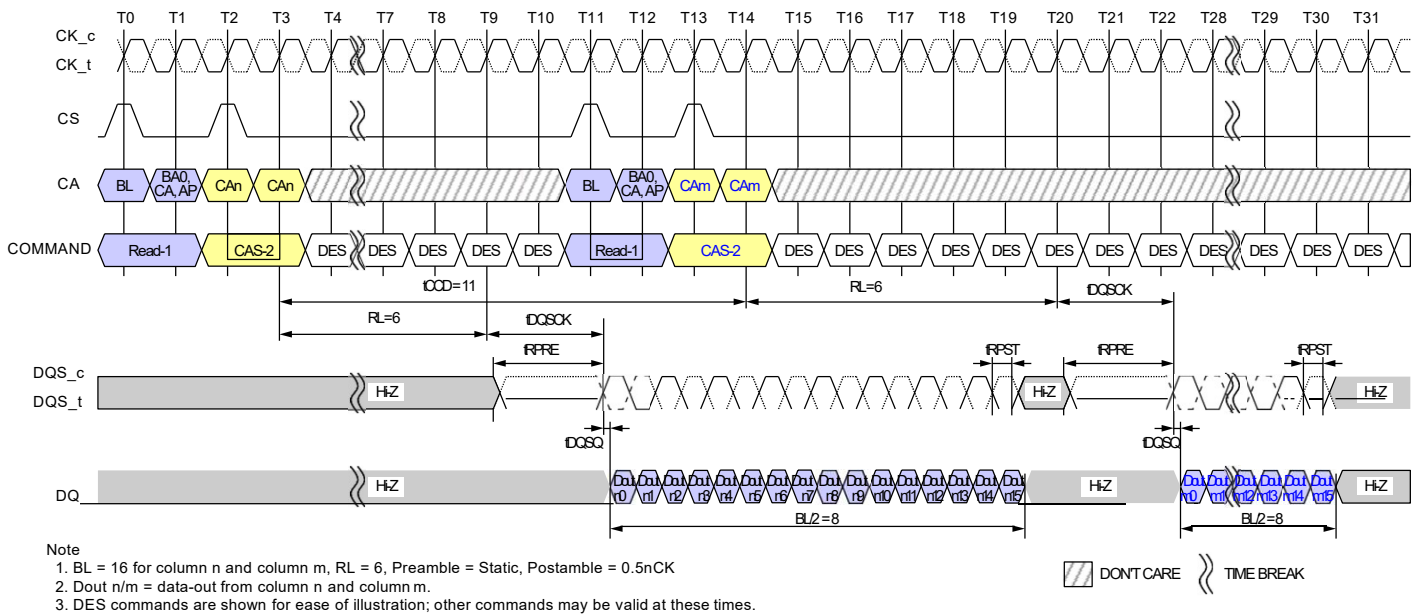 T0 T1 T2 T3 T4 T7 T8 T9 T10 T11 T12 T13 T14 T15 T16 T17 T18 T19 T20 T21 T22 T28 T29 T30 T31
CK_c
CK_t
CS
CA BL BA0, CA, AP CAn CAn BL BA0, CA, AP CAm CAm
COMMAND Read-1 CAS-2 DES DES DES DES DES Read-1 CAS-2 DES DES DES DES DES DES DES DES DES DES DES DES
tCCD = 11 RL=6 tDQSCK
RL=6 tDQSCK
tRPRE tRPST tRPRE tRPST
DQS_c
DQS_t Hi-Z Hi-Z Hi-Z
tDQSQ tDQSQ
DQ Hi-Z Dout n0 Dout n1 Dout n2 Dout n3 Dout n4 Dout n5 Dout n6 Dout n7 Dout n8 Dout n9 Dout n10 Dout n11 Dout n12 Dout n13 Dout n14 Dout n15 Hi-Z Dout m0 Dout m1 Dout m12 Dout m13 Dout m14 Dout m15 Hi-Z
BL/2 = 8 BL/2 = 8
Note
1. BL = 16 for column n and column m, RL = 6, Preamble = Static, Postamble = 0.5nCK
2. Dout n/m = data-out from column n and column m.
3. DES commands are shown for ease of illustration; other commands may be valid at these times.
DON'T CARE TIME BREAK